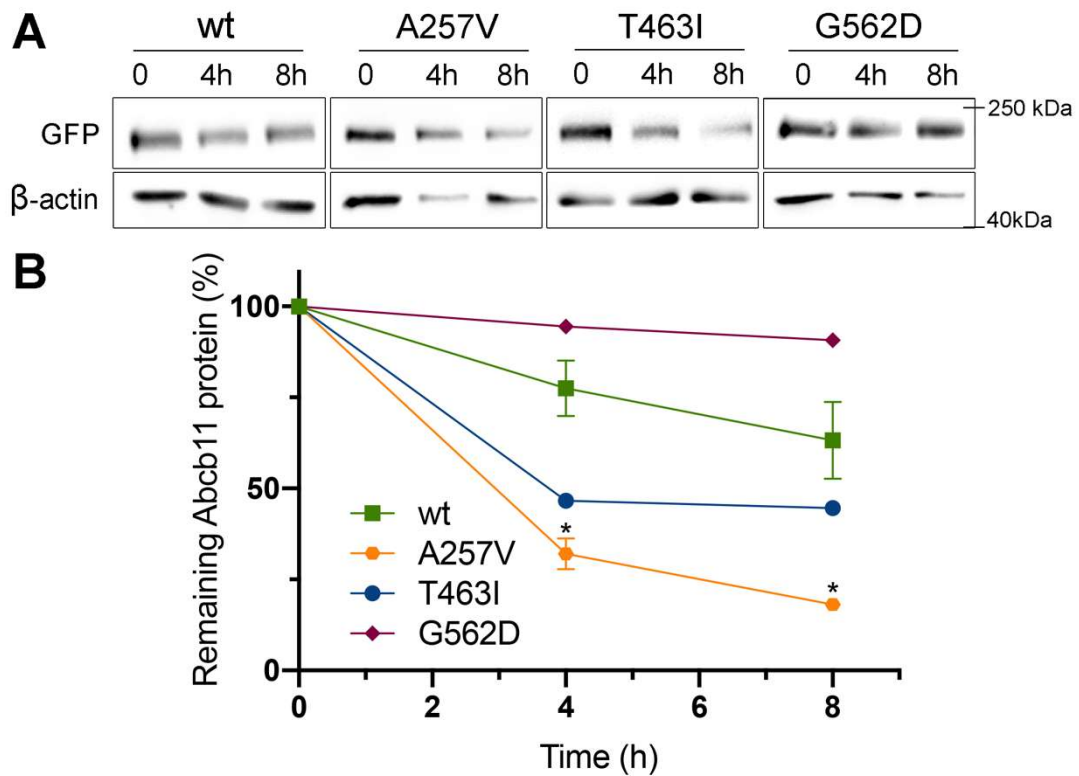 A
wt A257V T463I G562D
0 4h 8h 0 4h 8h 0 4h 8h 0 4h 8h
GFP 250 kDa
β-actin 40kDa
B
Remaining Abcb11 protein (%)
100
50
0
wt
A257V
T463I
G562D
*
*
0 2 4 6 8
Time (h)